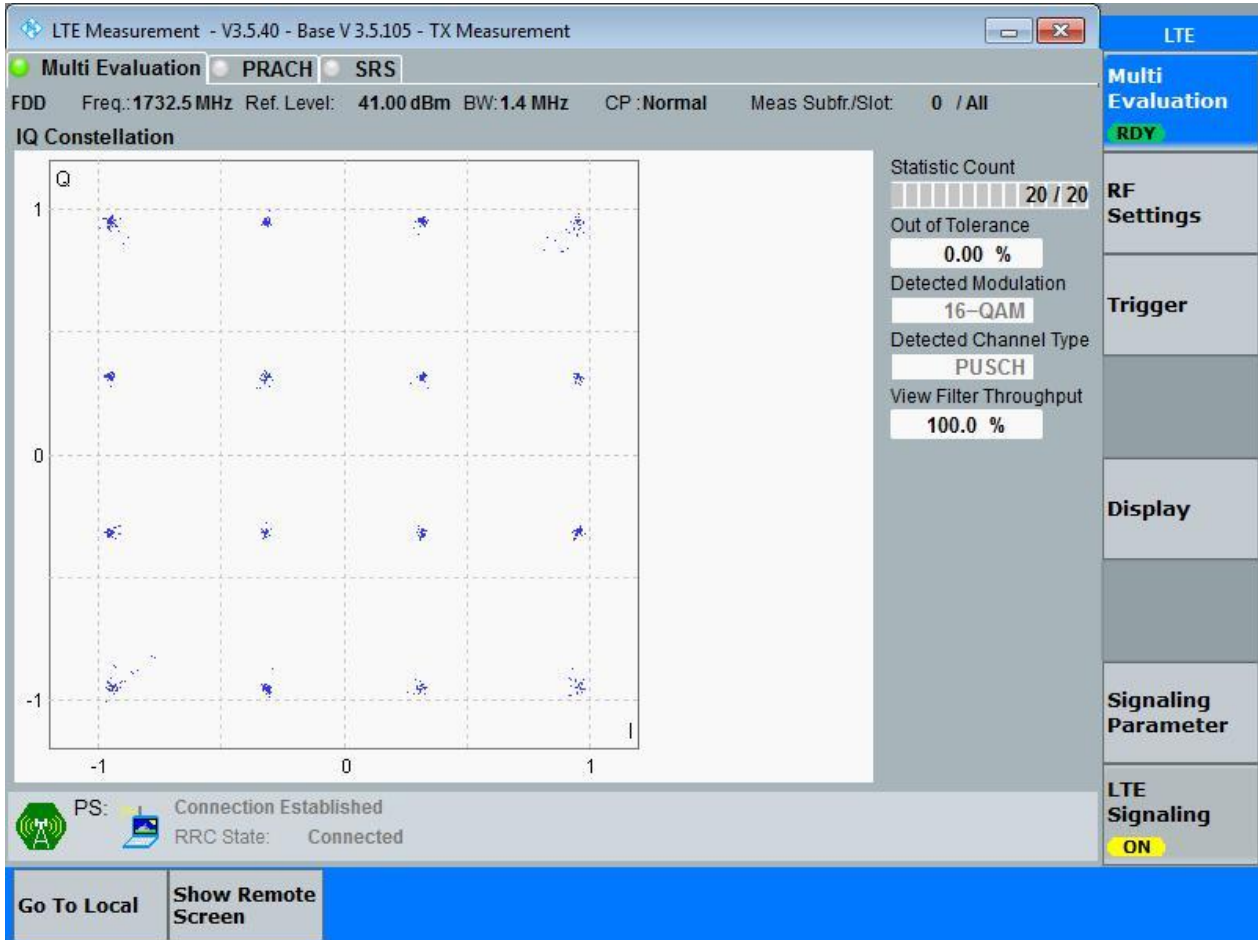 LTE Measurement - V3.5.40 - Base V 3.5.105 - TX Measurement
LTE
Multi Evaluation PRACH SRS
FDD Freq.:1732.5 MHz Ref. Level: 41.00 dBm BW:1.4 MHz CP :Normal Meas Subfr./Slot: 0 / All
IQ Constellation
Q
1
0
-1
-1 0 1
I
Statistic Count
20 / 20
Out of Tolerance
0.00 %
Detected Modulation
16-QAM
Detected Channel Type
PUSCH
View Filter Throughput
100.0 %
Multi
Evaluation
RDY
RF
Settings
Trigger
Display
Signaling
Parameter
LTE
Signaling
ON
PS: Connection Established
RRC State: Connected
Go To Local
Show Remote
Screen